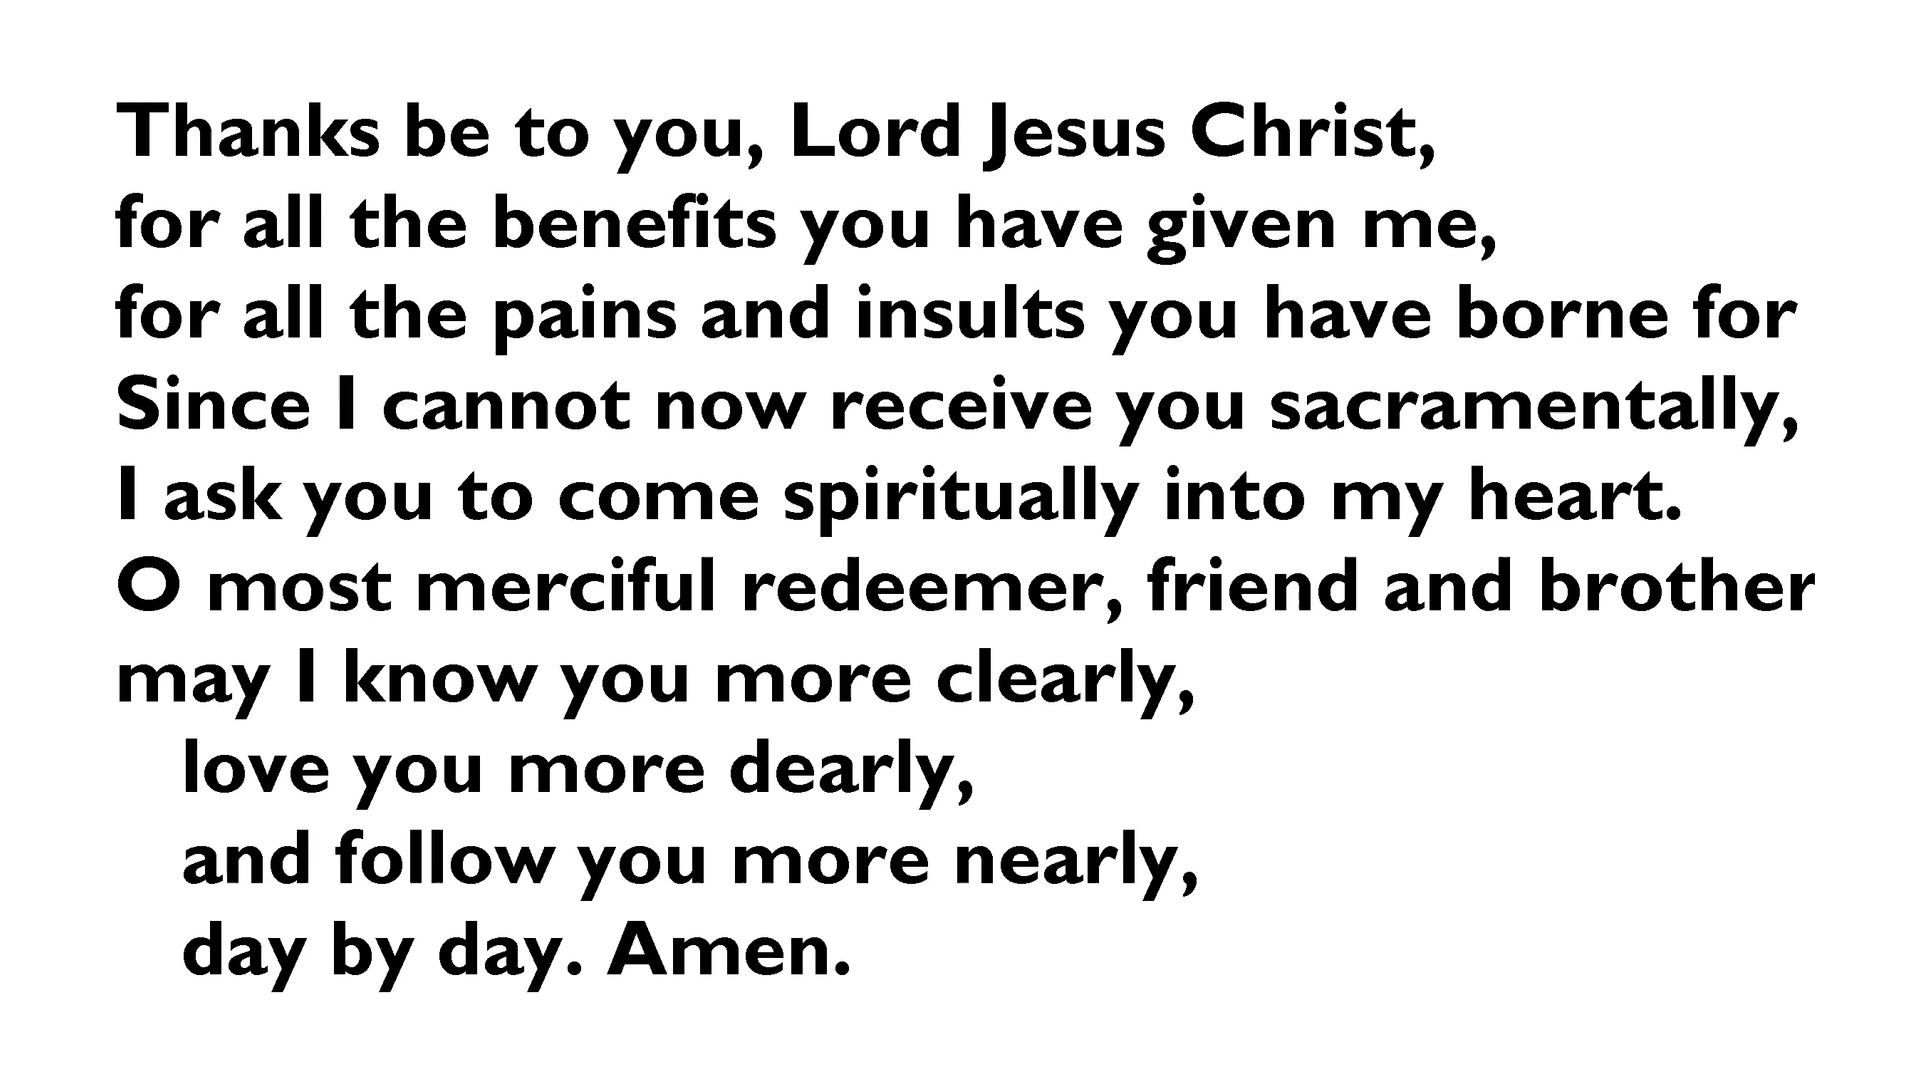 Thanks be to you, Lord Jesus Christ,
for all the benefits you have given me,
for all the pains and insults you have borne for
Since I cannot now receive you sacramentally,
I ask you to come spiritually into my heart.
O most merciful redeemer, friend and brother
may I know you more clearly,
love you more dearly,
and follow you more nearly,
day by day. Amen.